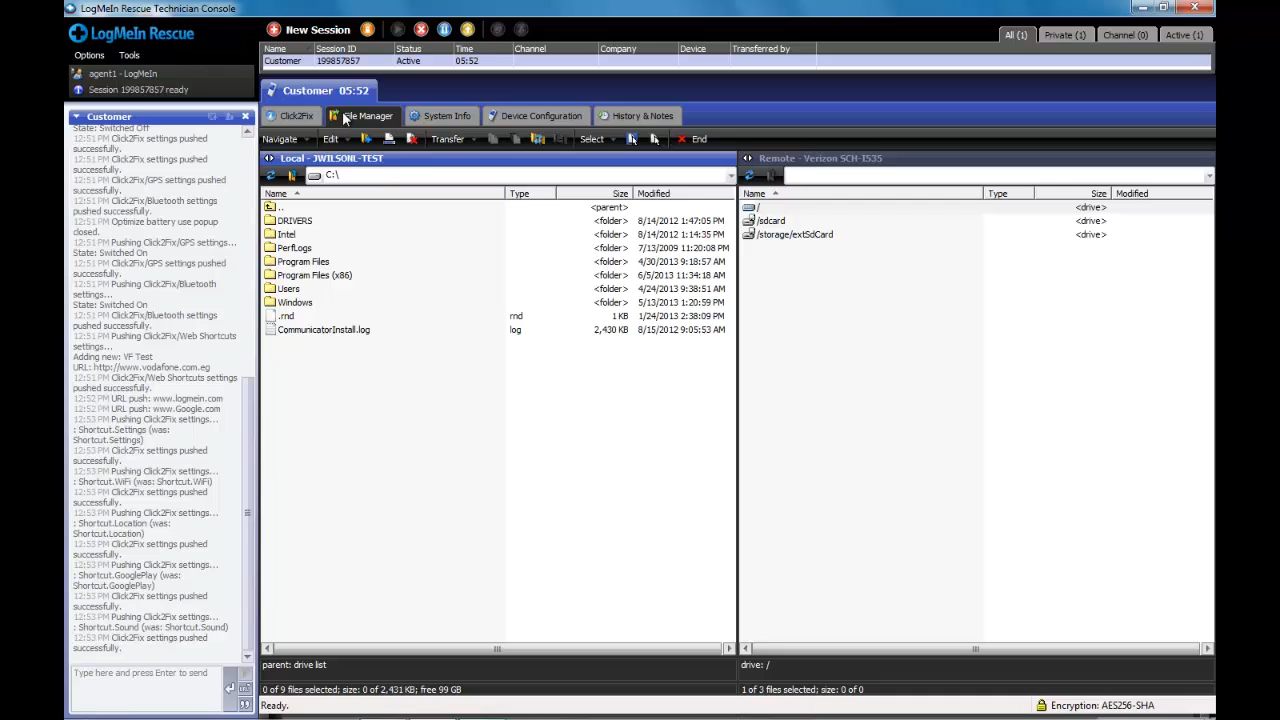 LogMeIn Rescue Technician Console
LogMeIn Rescue
Options Tools
agent1 - LogMeIn
Session 199857857 ready
New Session
All (1) Private (1) Channel (0) Active (1)
Name Session ID Status Time Channel Company Device Transferred by
Customer 199857857 Active 05:52
Customer 05:52
Click2Fix File Manager System Info Device Configuration History & Notes
Navigate Edit Transfer Select End
Customer
State: Switched Off
12:51 PM Click2Fix settings pushed
successfully.
12:51 PM Pushing Click2Fix/GPS settings...
12:51 PM Click2Fix/GPS settings pushed
successfully.
12:51 PM Click2Fix/Bluetooth settings
pushed successfully.
12:51 PM Optimize battery use popup
closed.
12:51 PM Pushing Click2Fix/GPS settings...
State: Switched On
12:51 PM Click2Fix/GPS settings pushed
successfully.
12:51 PM Pushing Click2Fix/Bluetooth
settings...
State: Switched On
12:51 PM Click2Fix/Bluetooth settings
pushed successfully.
12:51 PM Pushing Click2Fix/Web Shortcuts
settings...
Adding new: VF Test
URL: http://www.vodafone.com.eg
12:51 PM Click2Fix/Web Shortcuts settings
pushed successfully.
12:52 PM URL push: www.logmein.com
12:52 PM URL push: www.Google.com
12:53 PM Pushing Click2Fix settings...
: Shortcut.Settings (was:
Shortcut.Settings)
12:53 PM Click2Fix settings pushed
successfully.
12:53 PM Pushing Click2Fix settings...
: Shortcut.WiFi (was: Shortcut.WiFi)
12:53 PM Click2Fix settings pushed
successfully.
12:53 PM Pushing Click2Fix settings...
: Shortcut.Location (was:
Shortcut.Location)
12:53 PM Click2Fix settings pushed
successfully.
12:53 PM Pushing Click2Fix settings...
: Shortcut.GooglePlay (was:
Shortcut.GooglePlay)
12:53 PM Click2Fix settings pushed
successfully.
12:53 PM Pushing Click2Fix settings...
: Shortcut.Sound (was: Shortcut.Sound)
12:53 PM Click2Fix settings pushed
successfully.
Type here and press Enter to send
Local - JWILSONL-TEST
C:\
Name Type Size Modified
.. <parent>
DRIVERS <folder> 8/14/2012 1:47:05 PM
Intel <folder> 8/14/2012 1:14:35 PM
PerfLogs <folder> 7/13/2009 11:20:08 PM
Program Files <folder> 4/30/2013 9:18:57 AM
Program Files (x86) <folder> 6/5/2013 11:34:18 AM
Users <folder> 4/24/2013 9:38:51 AM
Windows <folder> 5/13/2013 1:20:59 PM
.rnd rnd 1 KB 1/24/2013 2:38:09 PM
CommunicatorInstall.log log 2,430 KB 8/15/2012 9:05:53 AM
parent: drive list
0 of 9 files selected; size: 0 of 2,431 KB; free 99 GB
Remote - Verizon SCH-I535
Name Type Size Modified
/ <drive>
/sdcard <drive>
/storage/extSdCard <drive>
drive: /
1 of 3 files selected; size: 0 of 0
Ready.
Encryption: AES256-SHA